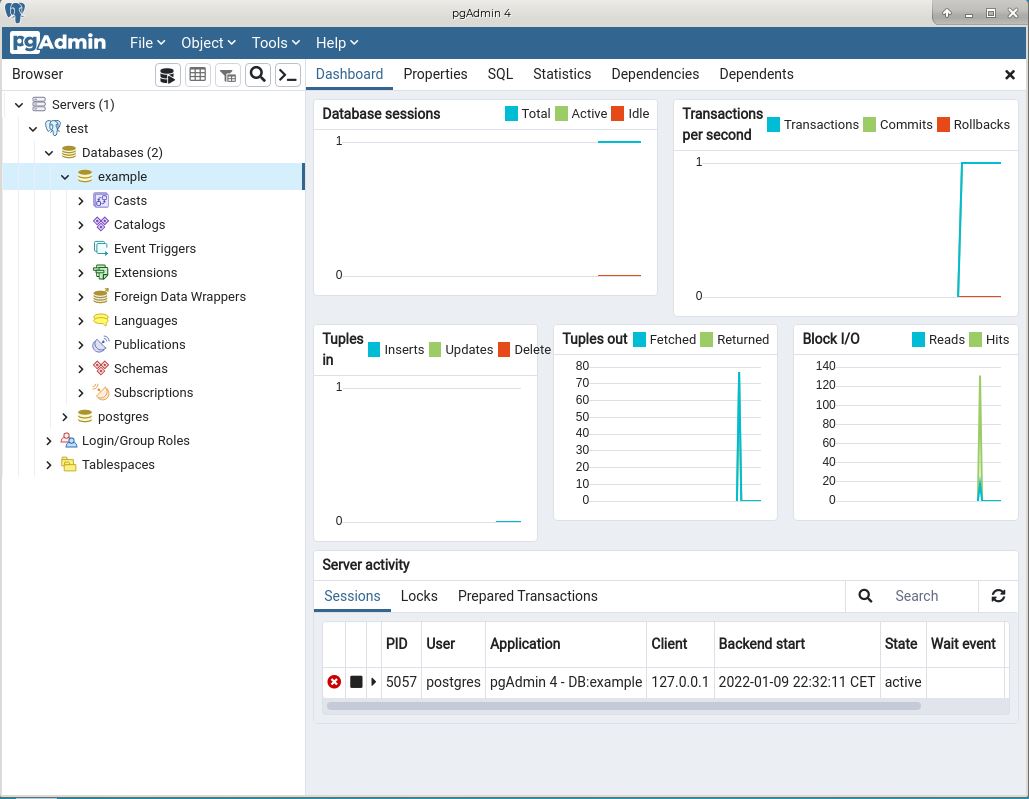 pgAdmin 4
pgAdmin File Object Tools Help
Browser
Dashboard Properties SQL Statistics Dependencies Dependents
Servers (1)
test
Databases (2)
example
Casts
Catalogs
Event Triggers
Extensions
Foreign Data Wrappers
Languages
Publications
Schemas
Subscriptions
postgres
Login/Group Roles
Tablespaces
Database sessions Total Active Idle
1
0
Transactions per second Transactions Commits Rollbacks
1
0
Tuples in Inserts Updates Delete
1
0
Tuples out Fetched Returned
80
70
60
50
40
30
20
10
0
Block I/O Reads Hits
140
120
100
80
60
40
20
0
Server activity
Sessions Locks Prepared Transactions Search
PID User Application Client Backend start State Wait event
5057 postgres pgAdmin 4 - DB:example 127.0.0.1 2022-01-09 22:32:11 CET active